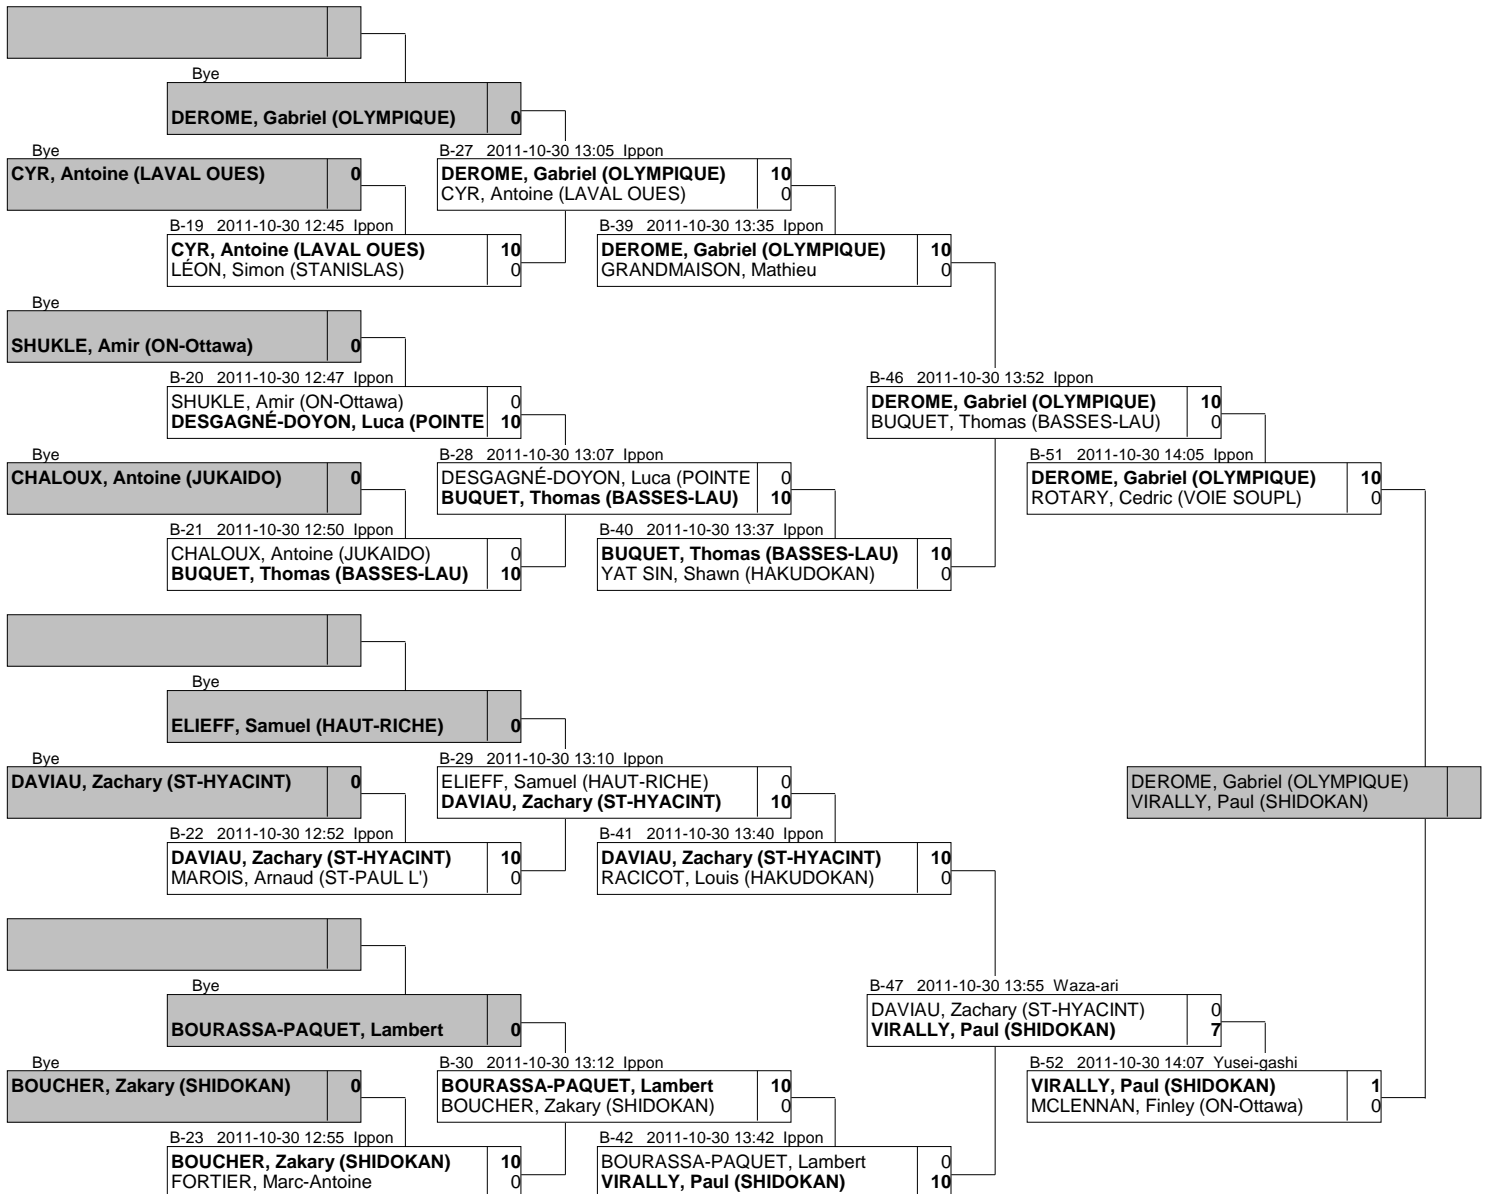 Bye
DEROME, Gabriel (OLYMPIQUE) 0
Bye
CYR, Antoine (LAVAL OUES) 0
B-27 2011-10-30 13:05 Ippon
DEROME, Gabriel (OLYMPIQUE) 10
CYR, Antoine (LAVAL OUES) 0
B-19 2011-10-30 12:45 Ippon
CYR, Antoine (LAVAL OUES) 10
LÉON, Simon (STANISLAS) 0
B-39 2011-10-30 13:35 Ippon
DEROME, Gabriel (OLYMPIQUE) 10
GRANDMAISON, Mathieu 0
Bye
SHUKLE, Amir (ON-Ottawa) 0
B-20 2011-10-30 12:47 Ippon
SHUKLE, Amir (ON-Ottawa) 0
DESGAGNÉ-DOYON, Luca (POINTE 10
B-46 2011-10-30 13:52 Ippon
DEROME, Gabriel (OLYMPIQUE) 10
BUQUET, Thomas (BASSES-LAU) 0
Bye
CHALOUX, Antoine (JUKAIDO) 0
B-28 2011-10-30 13:07 Ippon
DESGAGNÉ-DOYON, Luca (POINTE 0
BUQUET, Thomas (BASSES-LAU) 10
B-51 2011-10-30 14:05 Ippon
DEROME, Gabriel (OLYMPIQUE) 10
ROTARY, Cedric (VOIE SOUPL) 0
B-21 2011-10-30 12:50 Ippon
CHALOUX, Antoine (JUKAIDO) 0
BUQUET, Thomas (BASSES-LAU) 10
B-40 2011-10-30 13:37 Ippon
BUQUET, Thomas (BASSES-LAU) 10
YAT SIN, Shawn (HAKUDOKAN) 0
Bye
ELIEFF, Samuel (HAUT-RICHE) 0
Bye
DAVIAU, Zachary (ST-HYACINT) 0
B-29 2011-10-30 13:10 Ippon
ELIEFF, Samuel (HAUT-RICHE) 0
DAVIAU, Zachary (ST-HYACINT) 10
DEROME, Gabriel (OLYMPIQUE)
VIRALLY, Paul (SHIDOKAN)
B-22 2011-10-30 12:52 Ippon
DAVIAU, Zachary (ST-HYACINT) 10
MAROIS, Arnaud (ST-PAUL L') 0
B-41 2011-10-30 13:40 Ippon
DAVIAU, Zachary (ST-HYACINT) 10
RACICOT, Louis (HAKUDOKAN) 0
Bye
BOURASSA-PAQUET, Lambert 0
B-47 2011-10-30 13:55 Waza-ari
DAVIAU, Zachary (ST-HYACINT) 0
VIRALLY, Paul (SHIDOKAN) 7
Bye
BOUCHER, Zakary (SHIDOKAN) 0
B-30 2011-10-30 13:12 Ippon
BOURASSA-PAQUET, Lambert 10
BOUCHER, Zakary (SHIDOKAN) 0
B-52 2011-10-30 14:07 Yusei-gashi
VIRALLY, Paul (SHIDOKAN) 1
MCLENNAN, Finley (ON-Ottawa) 0
B-23 2011-10-30 12:55 Ippon
BOUCHER, Zakary (SHIDOKAN) 10
FORTIER, Marc-Antoine 0
B-42 2011-10-30 13:42 Ippon
BOURASSA-PAQUET, Lambert 0
VIRALLY, Paul (SHIDOKAN) 10